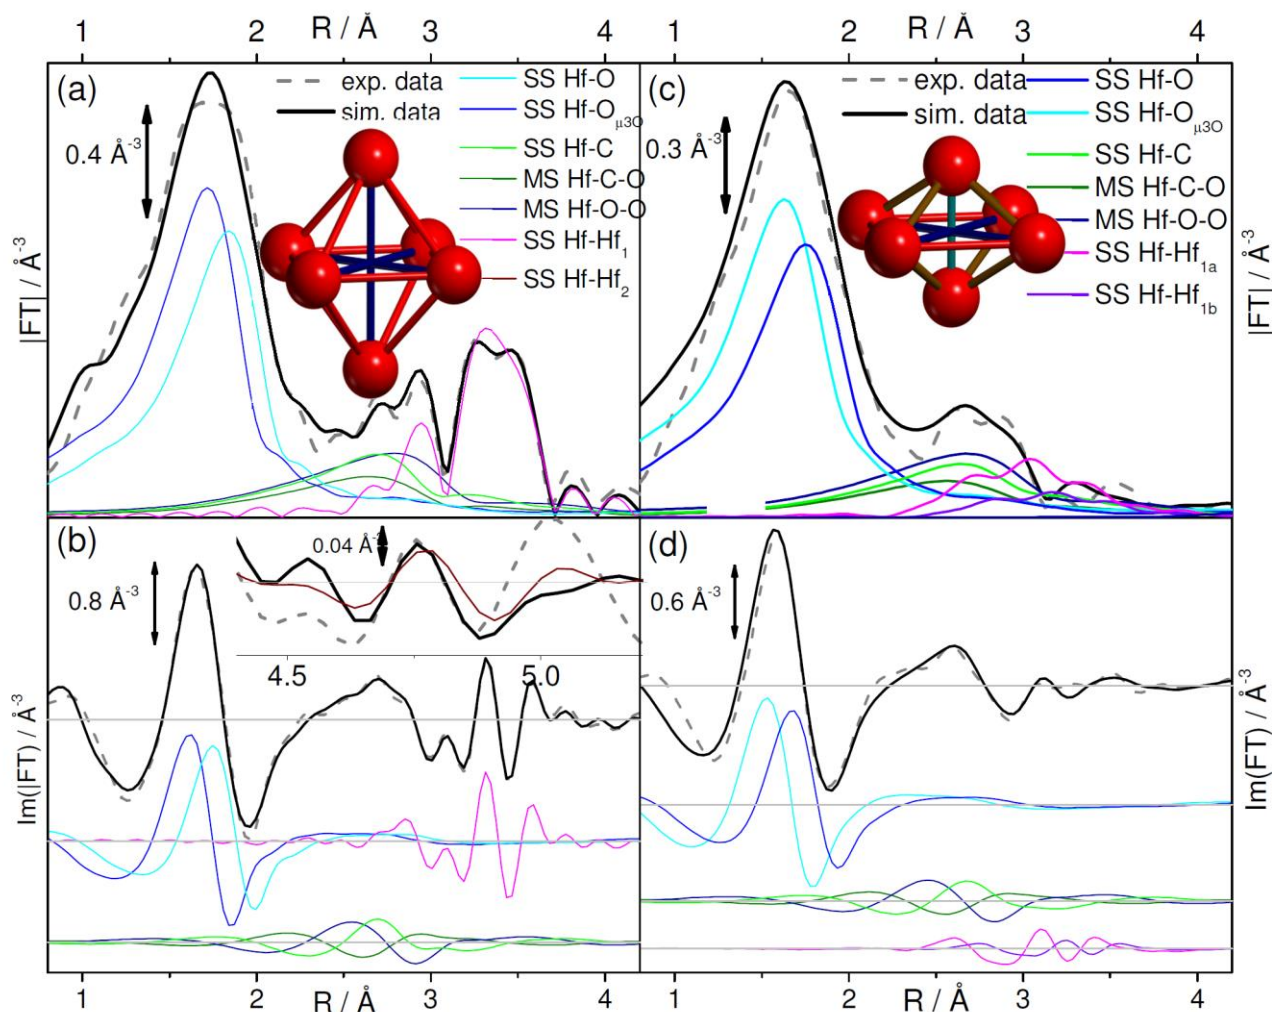 1 2 R / Å 3 4 1 2 R / Å 3 4
(a)
exp. data
sim. data
0.4 Å-3
SS Hf-O
SS Hf-Oμ3O
SS Hf-C
MS Hf-C-O
MS Hf-O-O
SS Hf-Hf1
SS Hf-Hf2
|FT| / Å-3
(c)
exp. data
sim. data
0.3 Å-3
SS Hf-O
SS Hf-Oμ3O
SS Hf-C
MS Hf-C-O
MS Hf-O-O
SS Hf-Hf1a
SS Hf-Hf1b
|FT| / Å-3
(b)
0.8 Å-3
0.04 Å-3
4.5 5.0
Im(|FT) / Å-3
(d)
0.6 Å-3
Im(FT) / Å-3
1 2 R / Å 3 4 1 2 R / Å 3 4